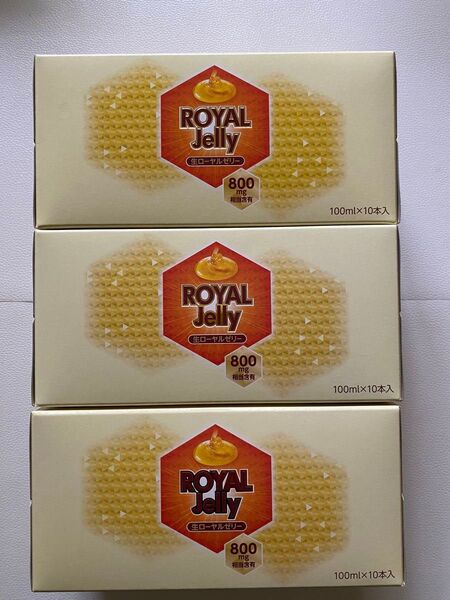 ROYAL
Jelly
生ローヤルゼリー
800
mg
相当含有
100ml×10本入
ROYAL
Jelly
生ローヤルゼリー
800
mg
相当含有
100ml×10本入
ROYAL
Jelly
生ローヤルゼリー
800
mg
相当含有
100ml×10本入